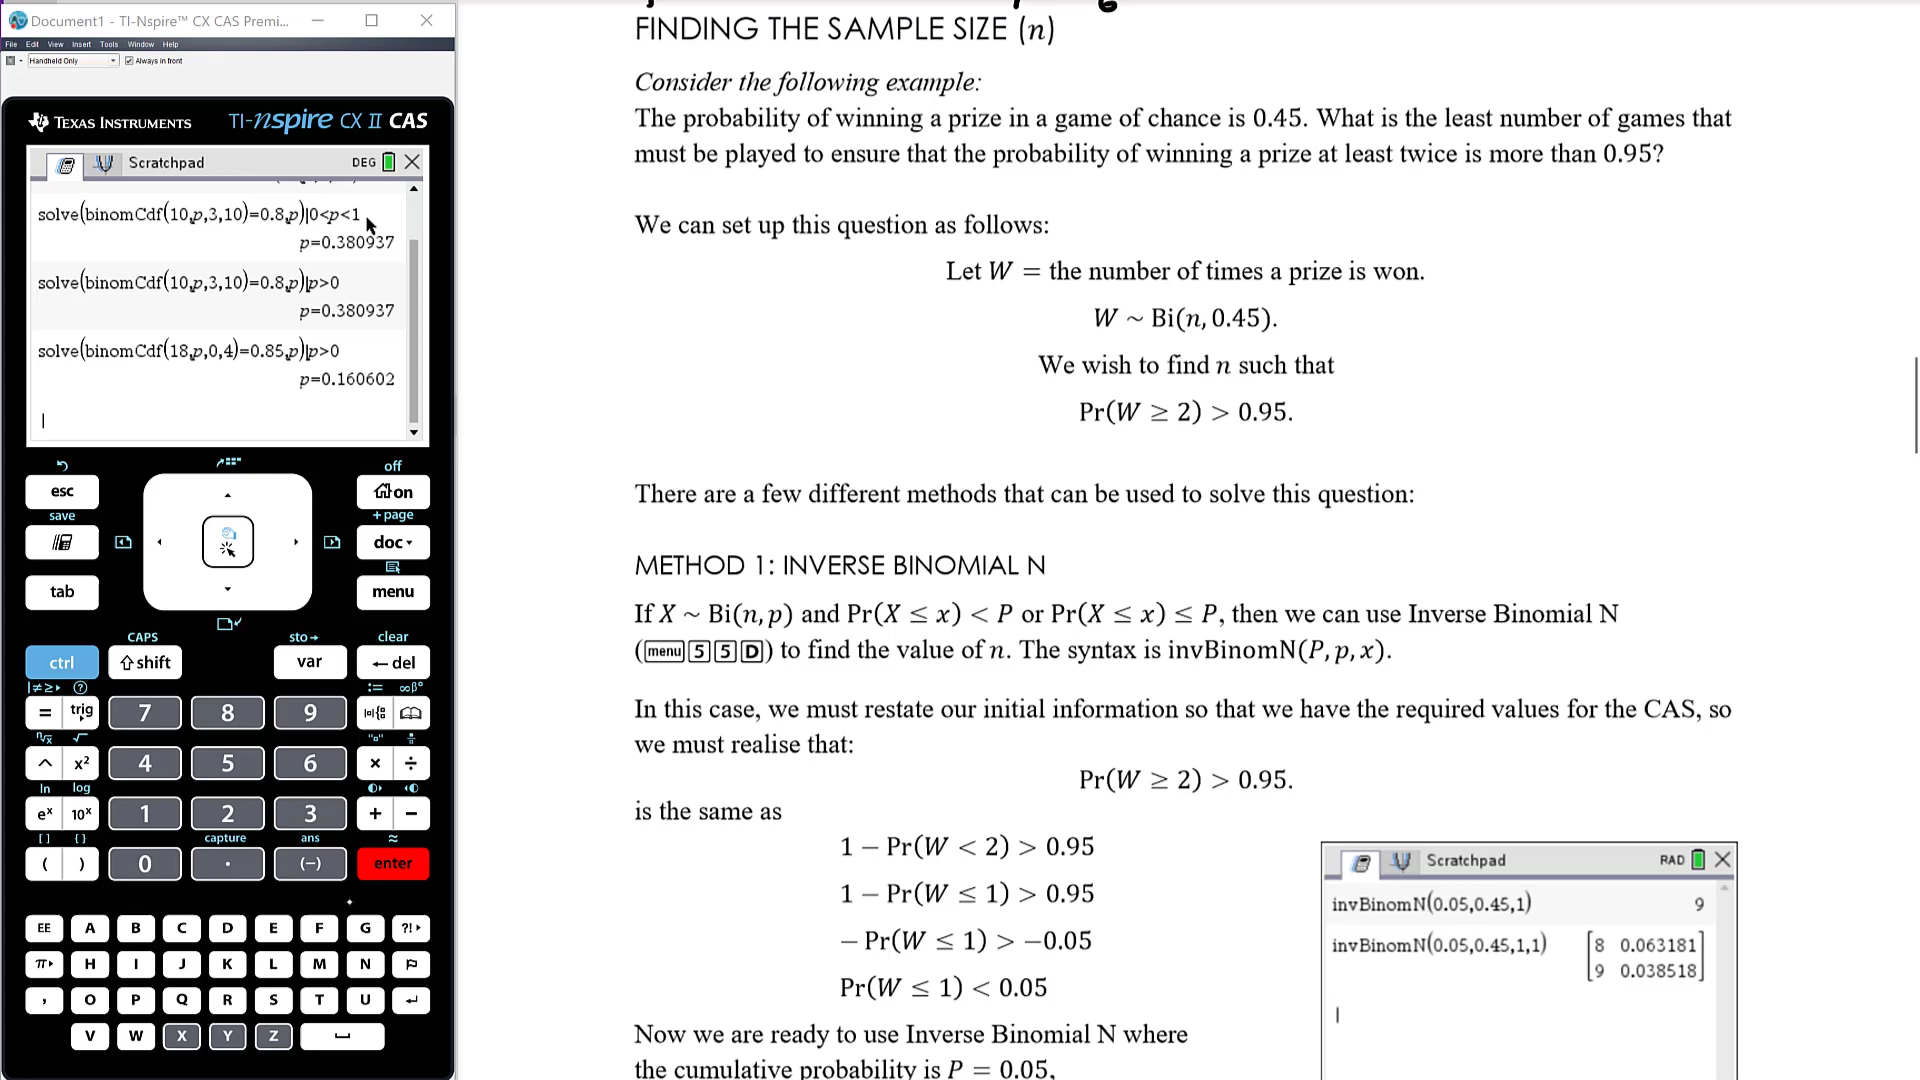 Document1 - TI-Nspire™ CX CAS Premi...
File Edit View Insert Tools Window Help
Handheld Only Always in front
TEXAS INSTRUMENTS TI-nspire CX II CAS
Scratchpad DEG
solve(binomCdf(10,p,3,10)=0.8,p)|0<p<1
p=0.380937
solve(binomCdf(10,p,3,10)=0.8,p)|p>0
p=0.380937
solve(binomCdf(18,p,0,4)=0.85,p)|p>0
p=0.160602
off
esc on
save +page
doc
tab menu
CAPS sto→ clear
ctrl shift var ←del
= trig 7 8 9
^ x² 4 5 6 × ÷
ln log
eˣ 10ˣ 1 2 3 + −
[ ] { } capture ans ≈
( ) 0 . (−) enter
EE A B C D E F G ?!
π H I J K L M N
, O P Q R S T U ↵
V W X Y Z
FINDING THE SAMPLE SIZE (n)
Consider the following example:
The probability of winning a prize in a game of chance is 0.45. What is the least number of games that
must be played to ensure that the probability of winning a prize at least twice is more than 0.95?
We can set up this question as follows:
Let W = the number of times a prize is won.
W ~ Bi(n, 0.45).
We wish to find n such that
Pr(W ≥ 2) > 0.95.
There are a few different methods that can be used to solve this question:
METHOD 1: INVERSE BINOMIAL N
If X ~ Bi(n, p) and Pr(X ≤ x) < P or Pr(X ≤ x) ≤ P, then we can use Inverse Binomial N
(menu 5 5 D) to find the value of n. The syntax is invBinomN(P, p, x).
In this case, we must restate our initial information so that we have the required values for the CAS, so
we must realise that:
Pr(W ≥ 2) > 0.95.
is the same as
1 − Pr(W < 2) > 0.95
1 − Pr(W ≤ 1) > 0.95
− Pr(W ≤ 1) > −0.05
Pr(W ≤ 1) < 0.05
Now we are ready to use Inverse Binomial N where
the cumulative probability is P = 0.05,
Scratchpad RAD
invBinomN(0.05,0.45,1) 9
invBinomN(0.05,0.45,1,1) [8 0.063181
9 0.038518]